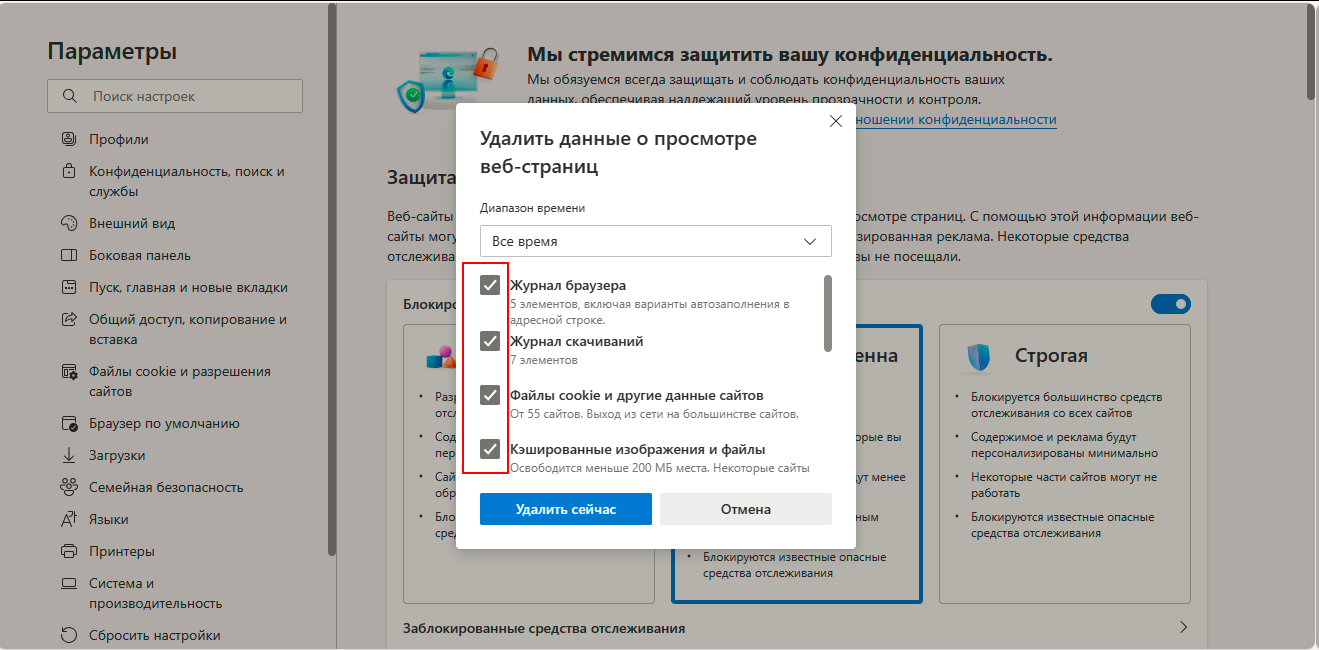 Параметры
Поиск настроек
Профили
Конфиденциальность, поиск и
службы
Внешний вид
Боковая панель
Пуск, главная и новые вкладки
Общий доступ, копирование и
вставка
Файлы cookie и разрешения
сайтов
Браузер по умолчанию
Загрузки
Семейная безопасность
Языки
Принтеры
Система и
производительность
Сбросить настройки
Мы стремимся защитить вашу конфиденциальность.
Мы обязуемся всегда защищать и соблюдать конфиденциальность ваших
данных, обеспечивая надлежащий уровень прозрачности и контроля.
конфиденциальности
Защита
Веб-сайты
страниц. С помощью этой информации веб-
сайты
реклама. Некоторые средства
вы не посещали.
Удалить данные о просмотре
веб-страниц
Диапазон времени
Все время
Журнал браузера
5 элементов, включая варианты автозаполнения в
адресной строке.
Журнал скачиваний
7 элементов
Файлы cookie и другие данные сайтов
От 55 сайтов. Выход из сети на большинстве сайтов.
Кэшированные изображения и файлы
Освободится меньше 200 МБ места. Некоторые сайты
Удалить сейчас
Отмена
вы
менее
Блокируются известные опасные
средства отслеживания
Строгая
• Блокируется большинство средств
отслеживания со всех сайтов
• Содержимое и реклама будут
персонализированы минимально
• Некоторые части сайтов могут не
работать
• Блокируются известные опасные
средства отслеживания
Заблокированные средства отслеживания